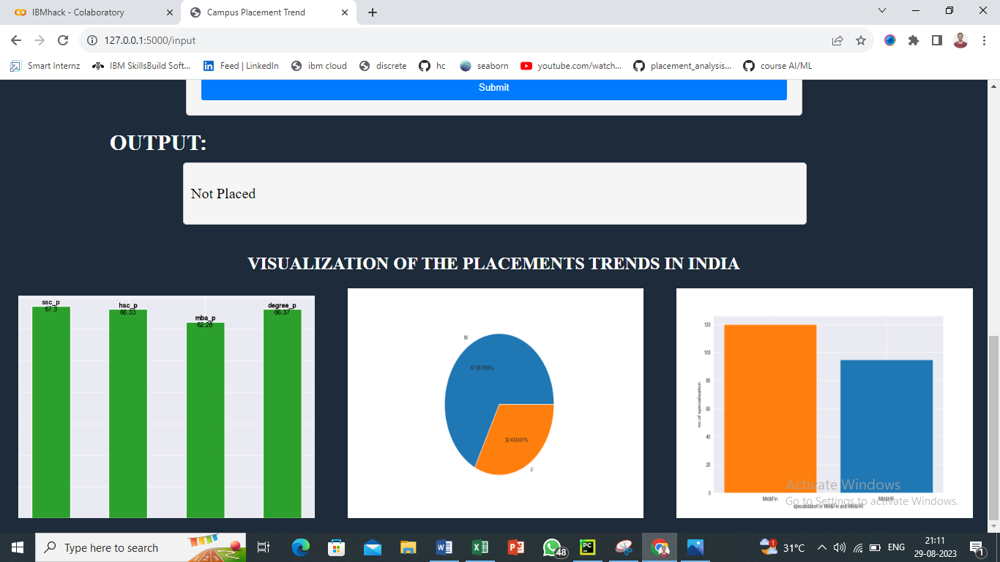 IBMhack - Colaboratory
Campus Placement Trend
127.0.0.1:5000/input
Smart Internz
IBM SkillsBuild Soft...
Feed | LinkedIn
ibm cloud
discrete
hc
seaborn
youtube.com/watch...
placement_analysis...
course AI/ML
Submit
OUTPUT:
Not Placed
VISUALIZATION OF THE PLACEMENTS TRENDS IN INDIA
ssc_p
67.3
hsc_p
66.33
mba_p
62.28
degree_p
66.37
M
67.567569%
32.432431%
F
120
100
80
60
40
20
0
no.of specialisation
Mkt&Fin
Mkt&HR
specialisation in Mkt&Fin and Mkt&HR
Activate Windows
Go to Settings to activate Windows.
Type here to search
W
X
P
48
PC
1
31°C
ENG
21:11
29-08-2023
1